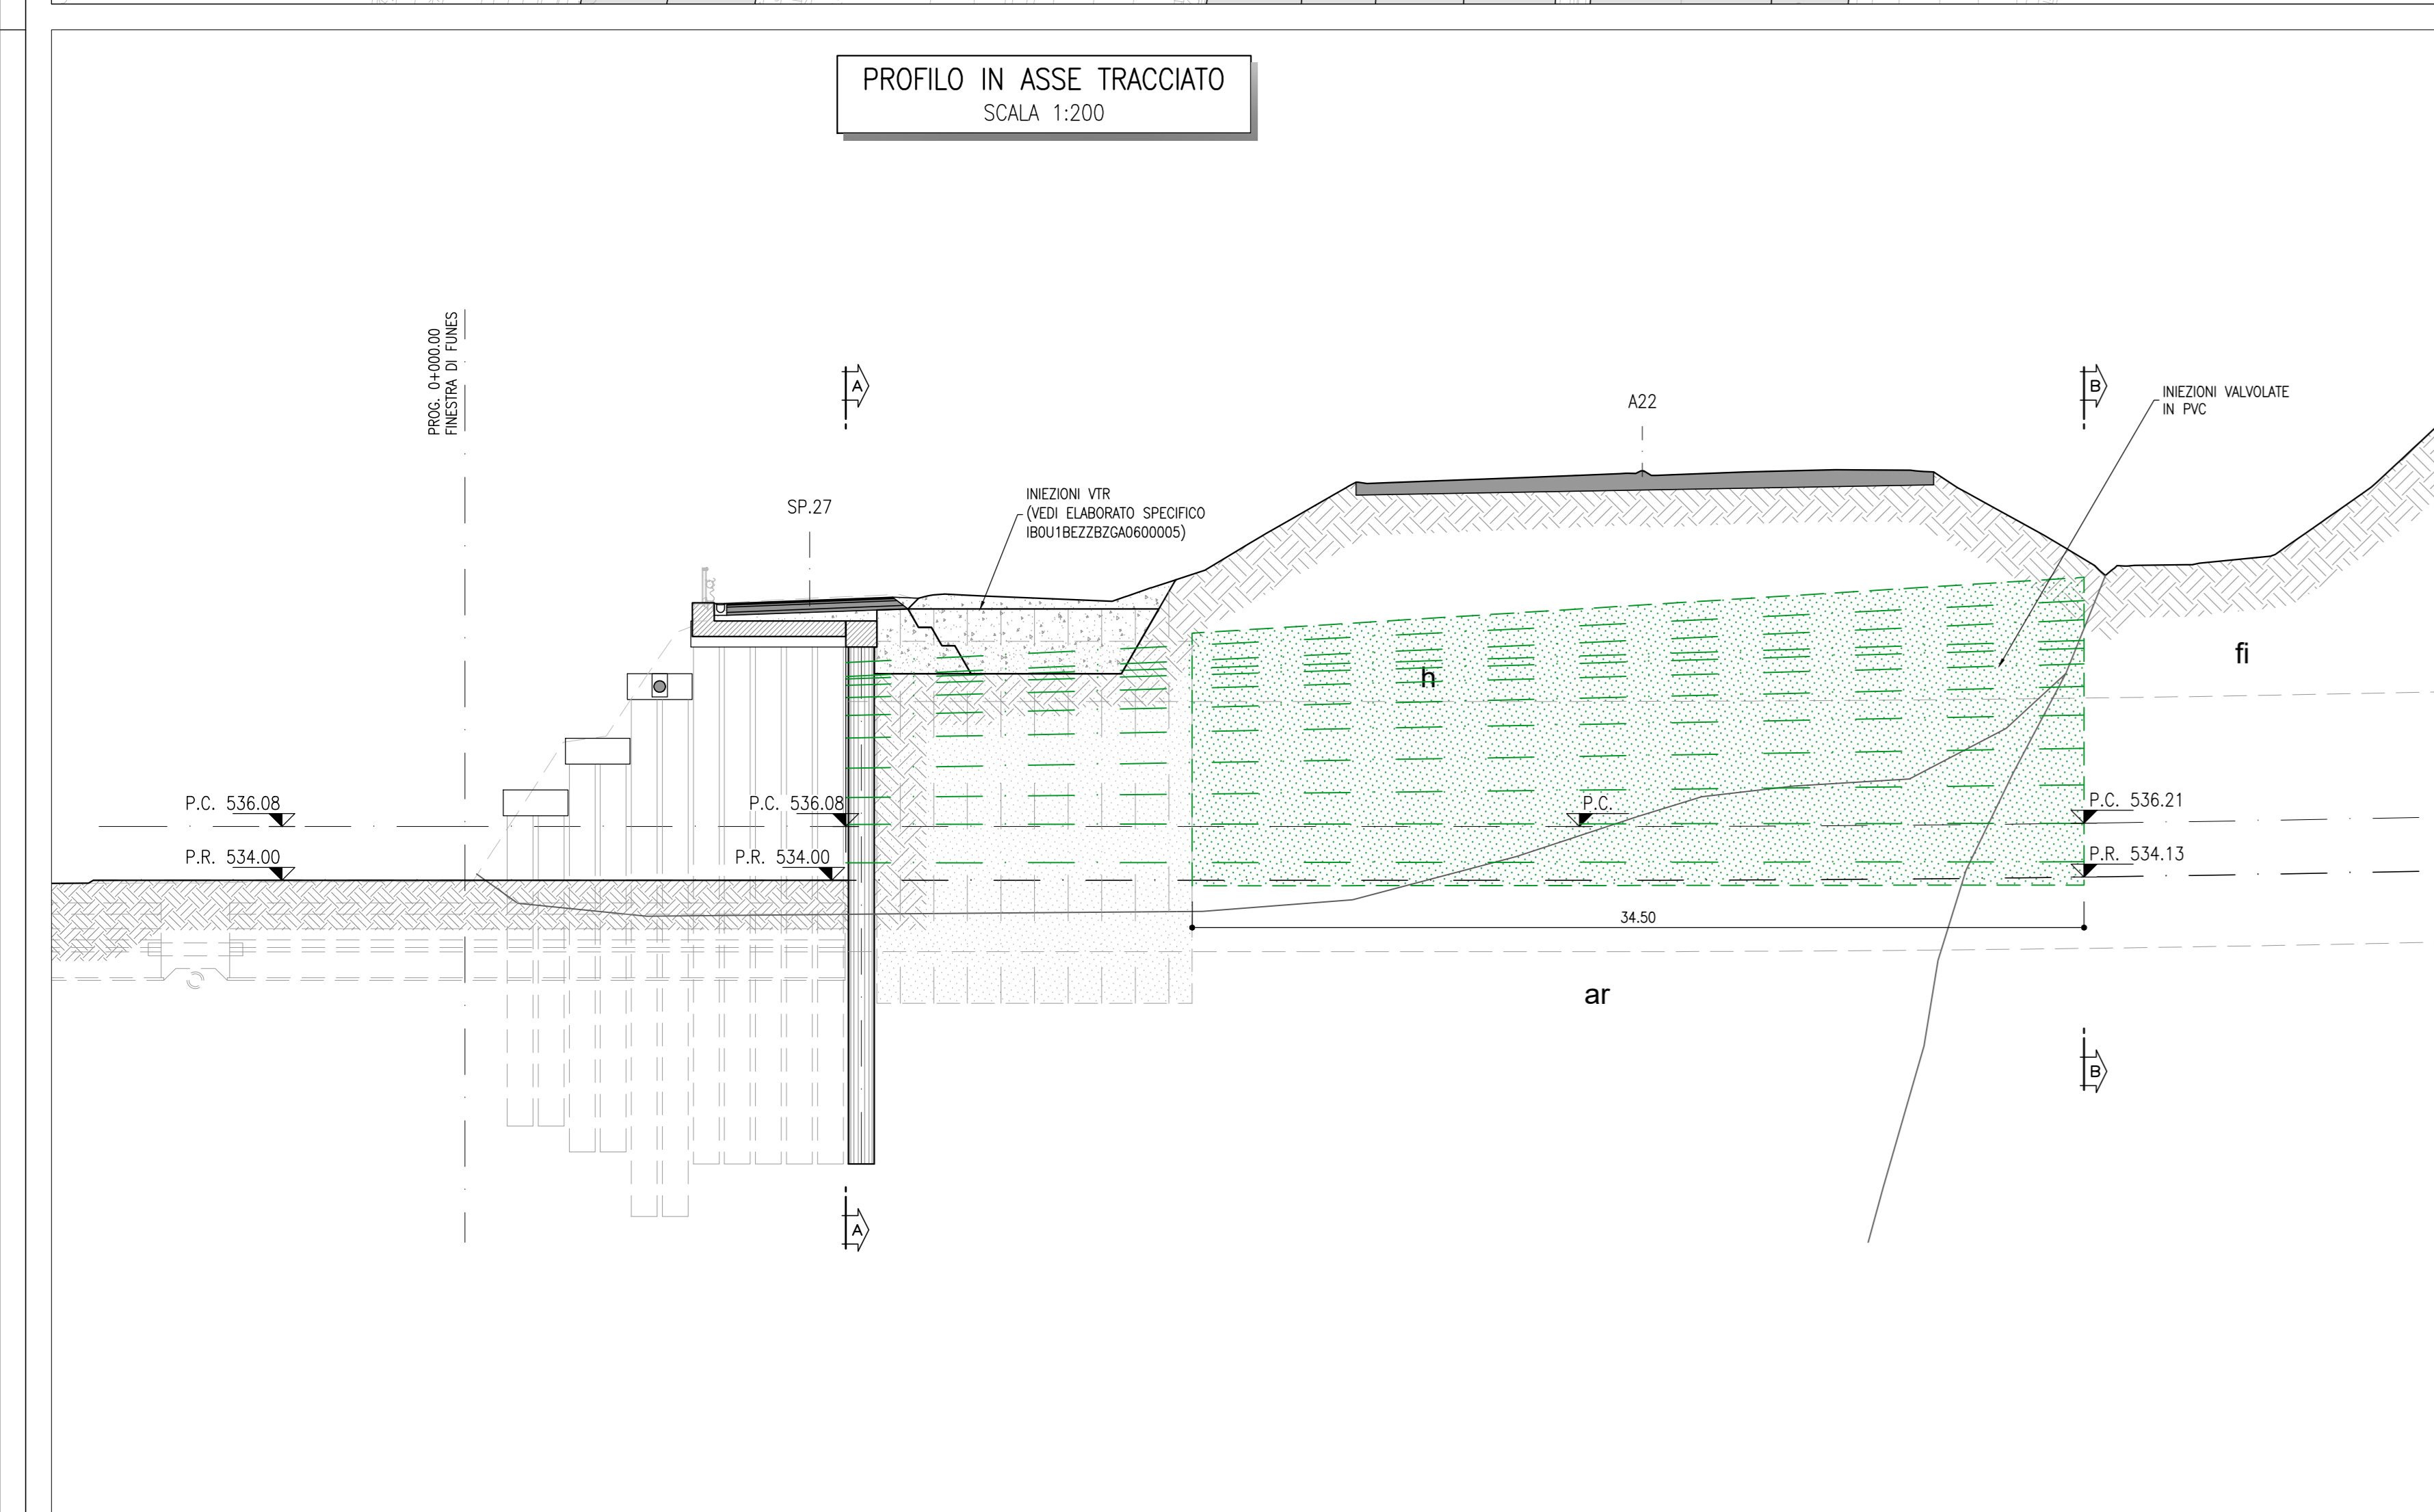 PROFILO IN ASSE TRACCIATO
SCALA 1:200
PROG. 0+000.00
FINESTRA DI FUNES
A
B
A22
INIEZIONI VALVOLATE
IN PVC
SP.27
INIEZIONI VTR
(VEDI ELABORATO SPECIFICO
IBOU1BEZZBZGA0600005)
h
fi
P.C. 536.08
P.C. 536.08
P.C.
P.C. 536.21
P.R. 534.00
P.R. 534.00
P.R. 534.13
34.50
ar
B
A